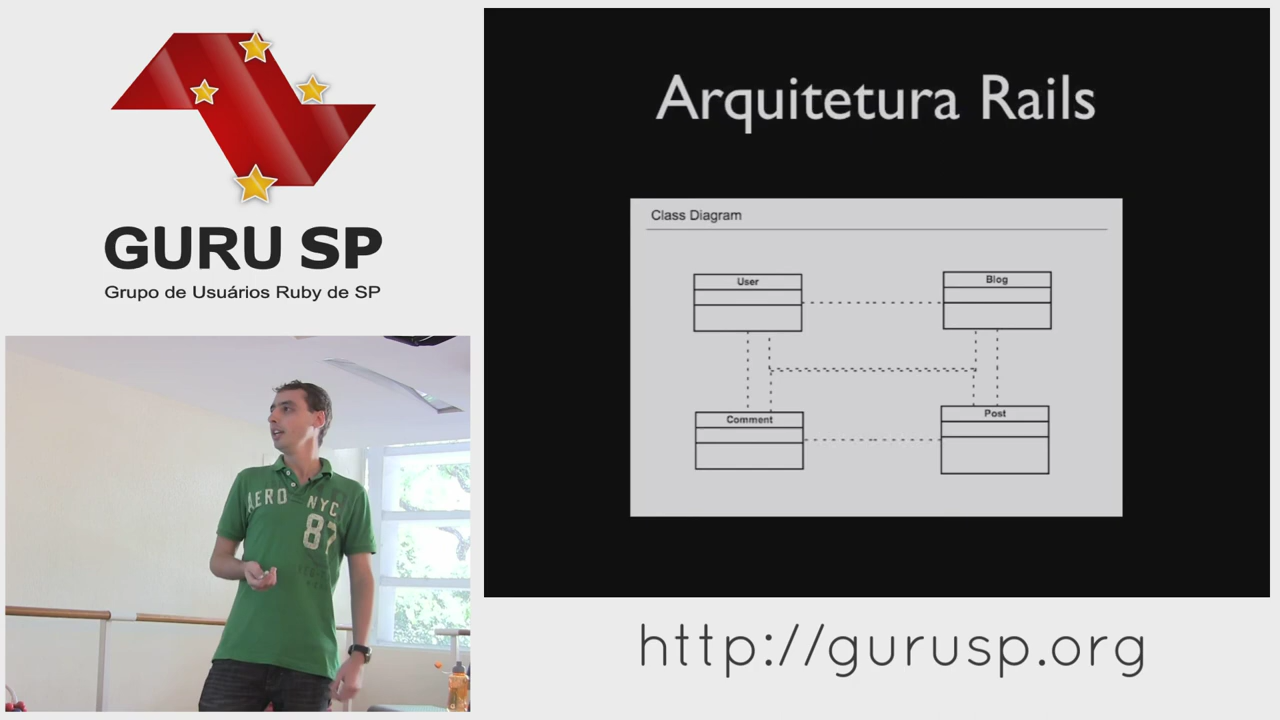 GURU SP
Grupo de Usuários Ruby de SP
Arquitetura Rails
Class Diagram
User
Blog
Comment
Post
AERO NYC
87
http://gurusp.org